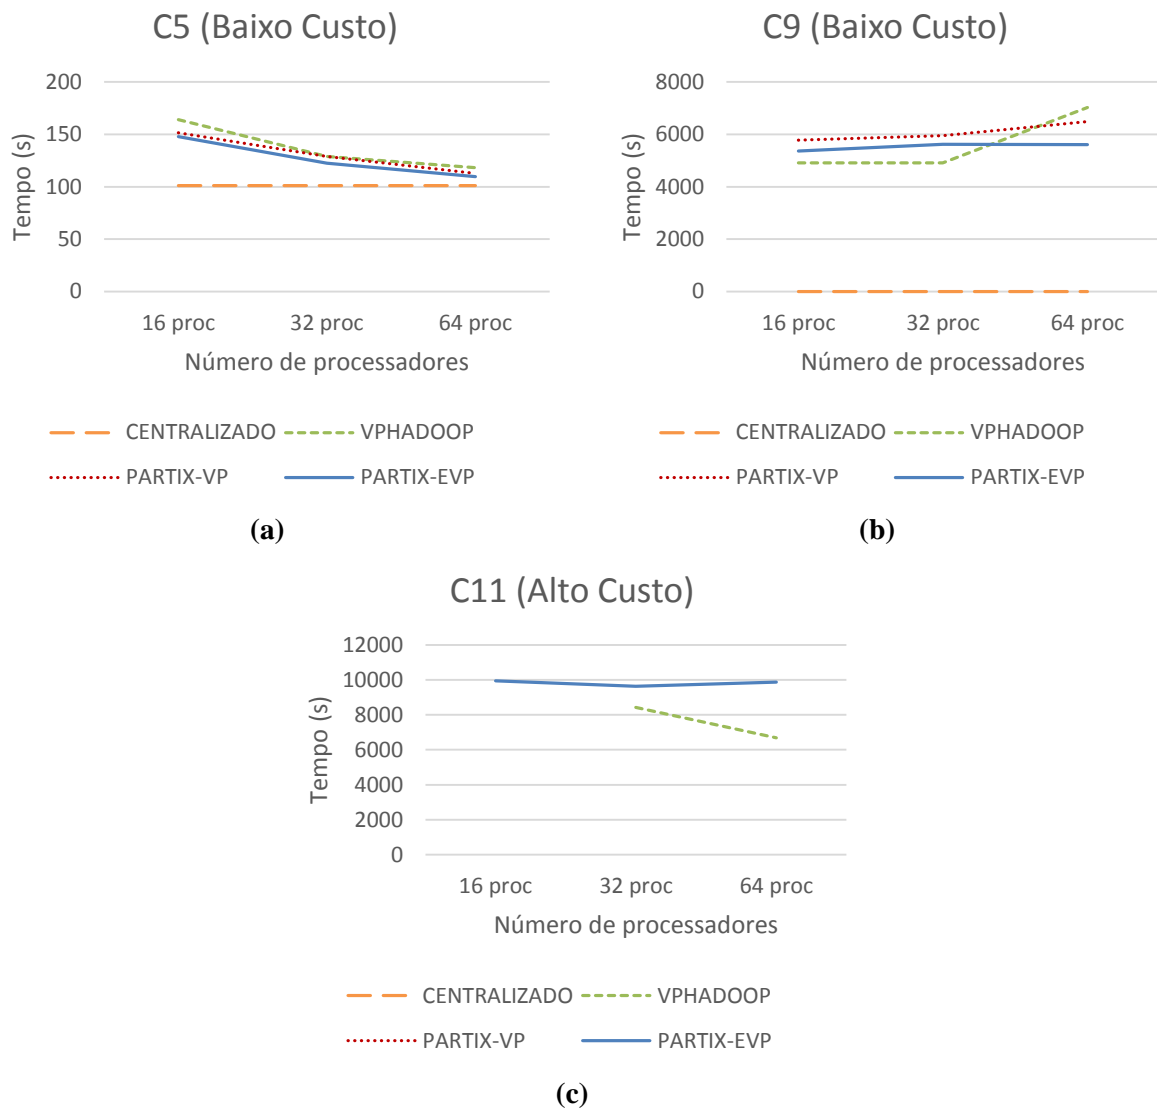 C5 (Baixo Custo)
200
150
100
50
0
Tempo (s)
16 proc 32 proc 64 proc
Número de processadores
CENTRALIZADO VPHADOOP
PARTIX-VP PARTIX-EVP
(a)
C9 (Baixo Custo)
8000
6000
4000
2000
0
Tempo (s)
16 proc 32 proc 64 proc
Número de processadores
CENTRALIZADO VPHADOOP
PARTIX-VP PARTIX-EVP
(b)
C11 (Alto Custo)
12000
10000
8000
6000
4000
2000
0
Tempo (s)
16 proc 32 proc 64 proc
Número de processadores
CENTRALIZADO VPHADOOP
PARTIX-VP PARTIX-EVP
(c)